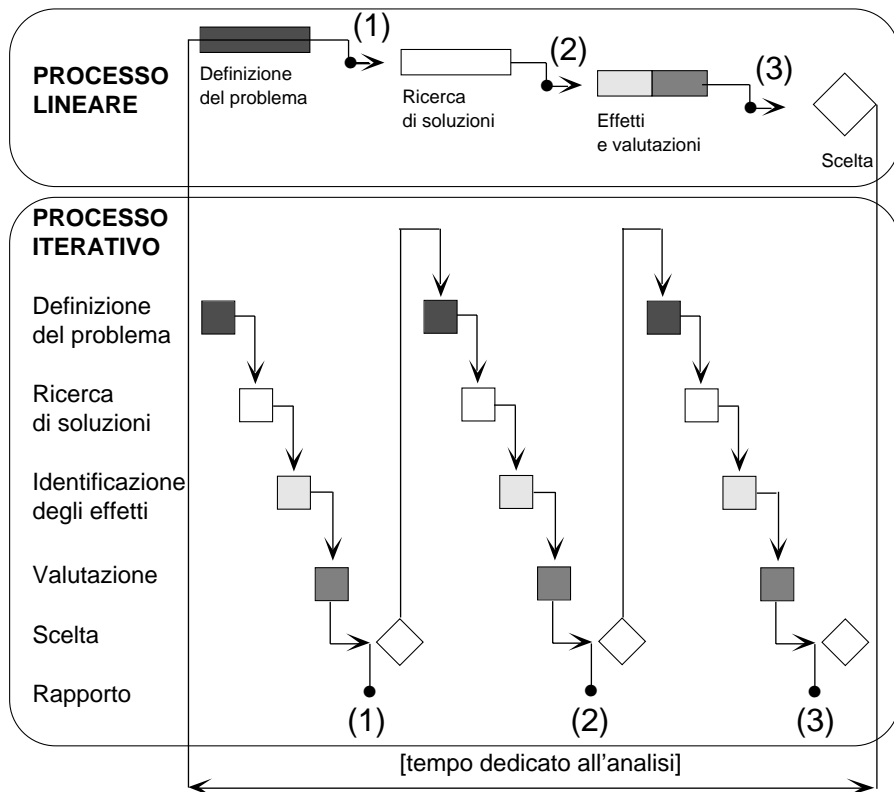 PROCESSO
LINEARE
Definizione
del problema
(1)
Ricerca
di soluzioni
(2)
Effetti
e valutazioni
(3)
Scelta
PROCESSO
ITERATIVO
Definizione
del problema
Ricerca
di soluzioni
Identificazione
degli effetti
Valutazione
Scelta
Rapporto
(1)
(2)
(3)
[tempo dedicato all'analisi]